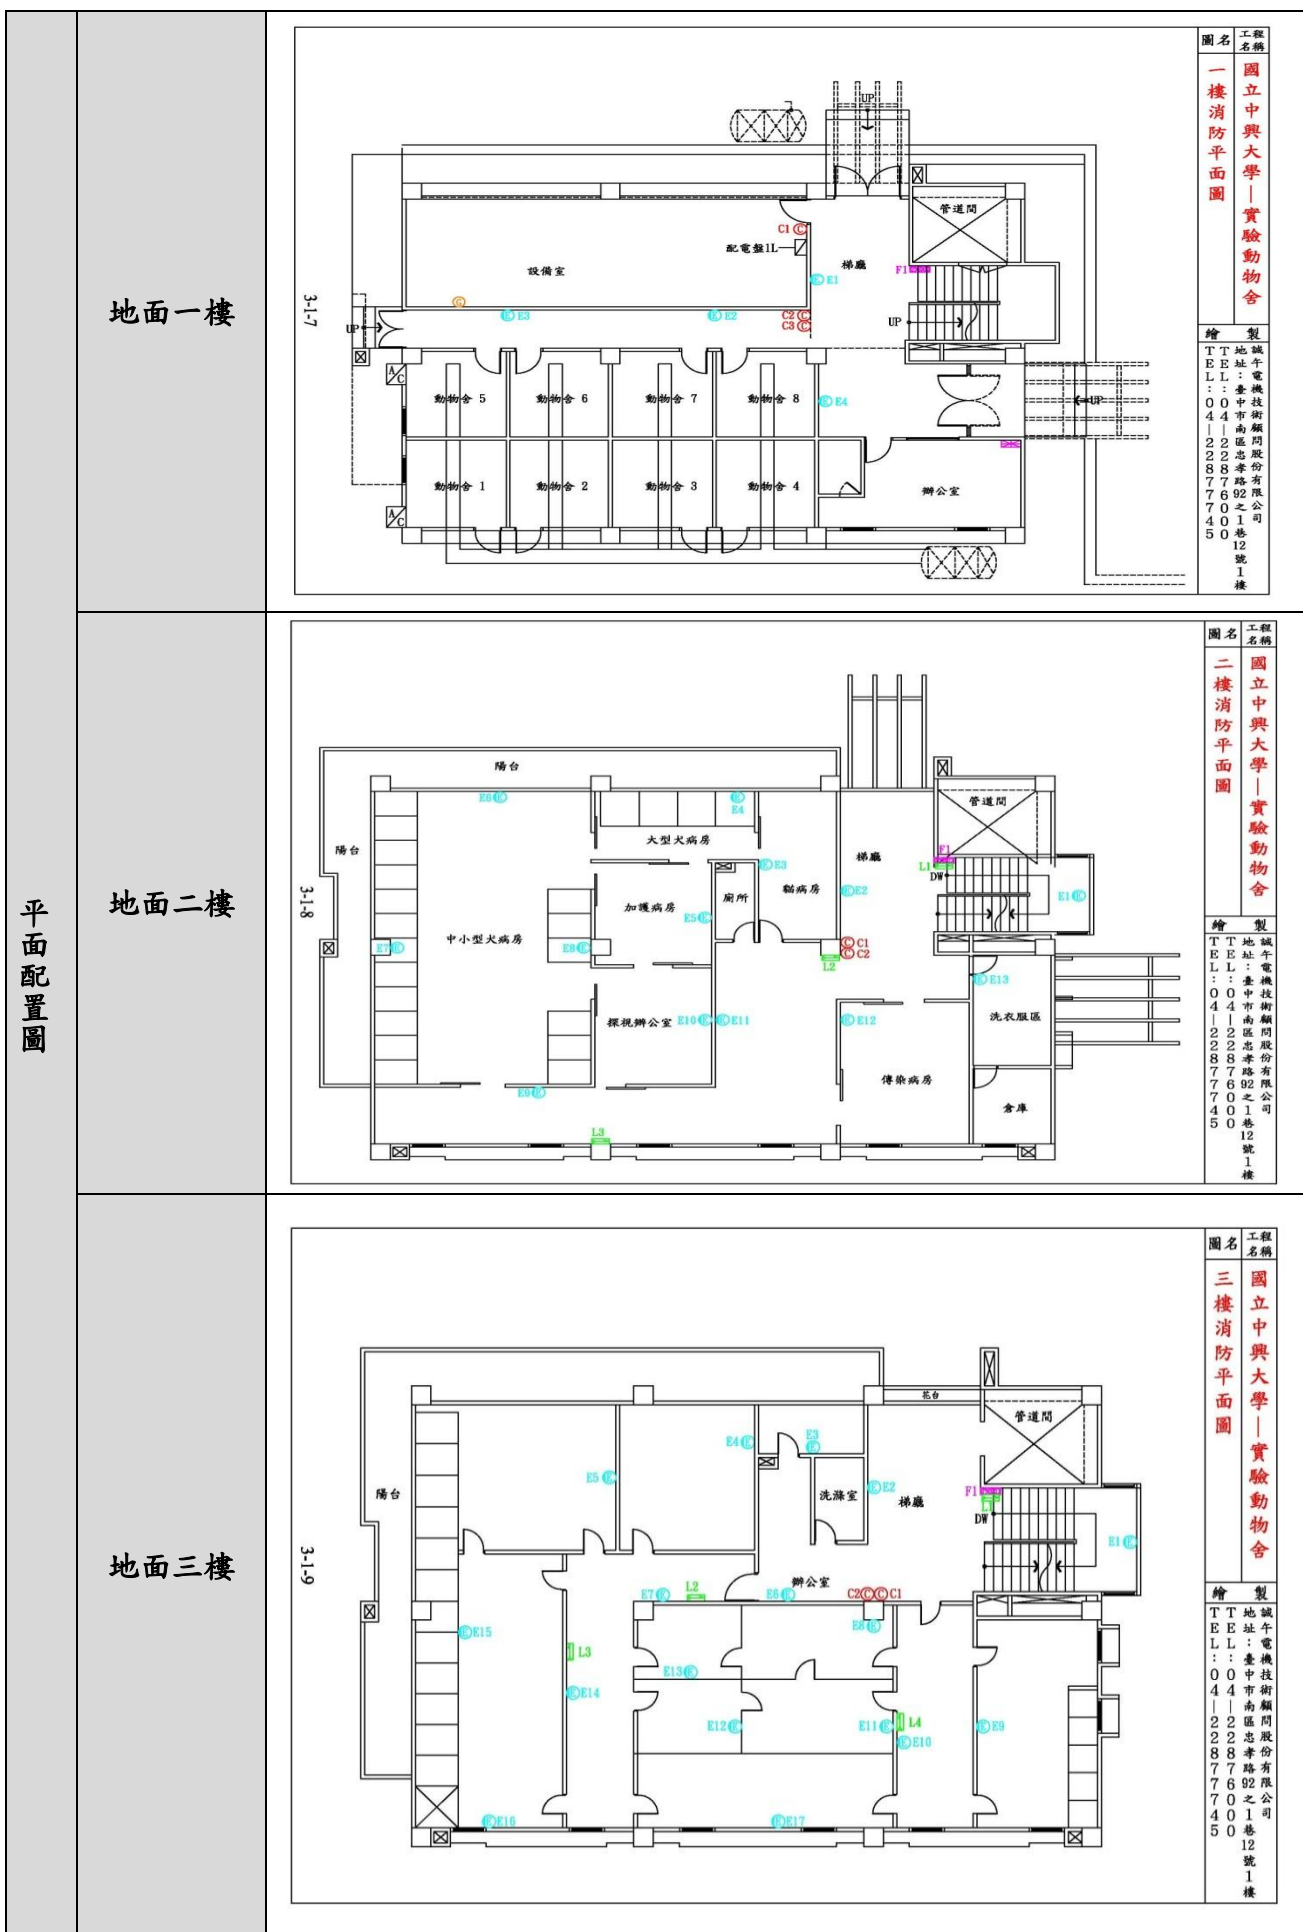 平面配置圖
地面一樓
3-1-7
UP
管道間
C1
配電盤1L
梯廳
設備室
F1
E1
G
E3
E2
C2
C3
UP
UP
A/C
動物舍 5
動物舍 6
動物舍 7
動物舍 8
E4
UP
動物舍 1
動物舍 2
動物舍 3
動物舍 4
辦公室
A/C
圖名
一樓消防平面圖
工程名稱
國立中興大學—實驗動物舍
繪製
誠午電機技術顧問股份有限公司
地址:臺中市南區忠孝路92之1巷12號1樓
TEL:04—22876000
TEL:04—22877745
地面二樓
3-1-8
陽台
E6
E4
管道間
大型犬病房
陽台
E3
梯廳
F1
L1
DW
廁所
貓病房
E2
E1
加護病房
E5
中小型犬病房
E7
E8
C1
C2
L2
E13
探視辦公室
E10
E11
E12
洗衣服區
傳染病房
E9
倉庫
L3
圖名
二樓消防平面圖
工程名稱
國立中興大學—實驗動物舍
繪製
誠午電機技術顧問股份有限公司
地址:臺中市南區忠孝路92之1巷12號1樓
TEL:04—22876000
TEL:04—22877745
地面三樓
3-1-9
花台
管道間
E4
E3
E5
陽台
洗滌室
E2
梯廳
F1
L1
DW
E1
辦公室
E7
L2
E6
C2
C1
E8
E15
L3
E13
E14
E12
E11
L4
E10
E9
E16
E17
圖名
三樓消防平面圖
工程名稱
國立中興大學—實驗動物舍
繪製
誠午電機技術顧問股份有限公司
地址:臺中市南區忠孝路92之1巷12號1樓
TEL:04—22876000
TEL:04—22877745